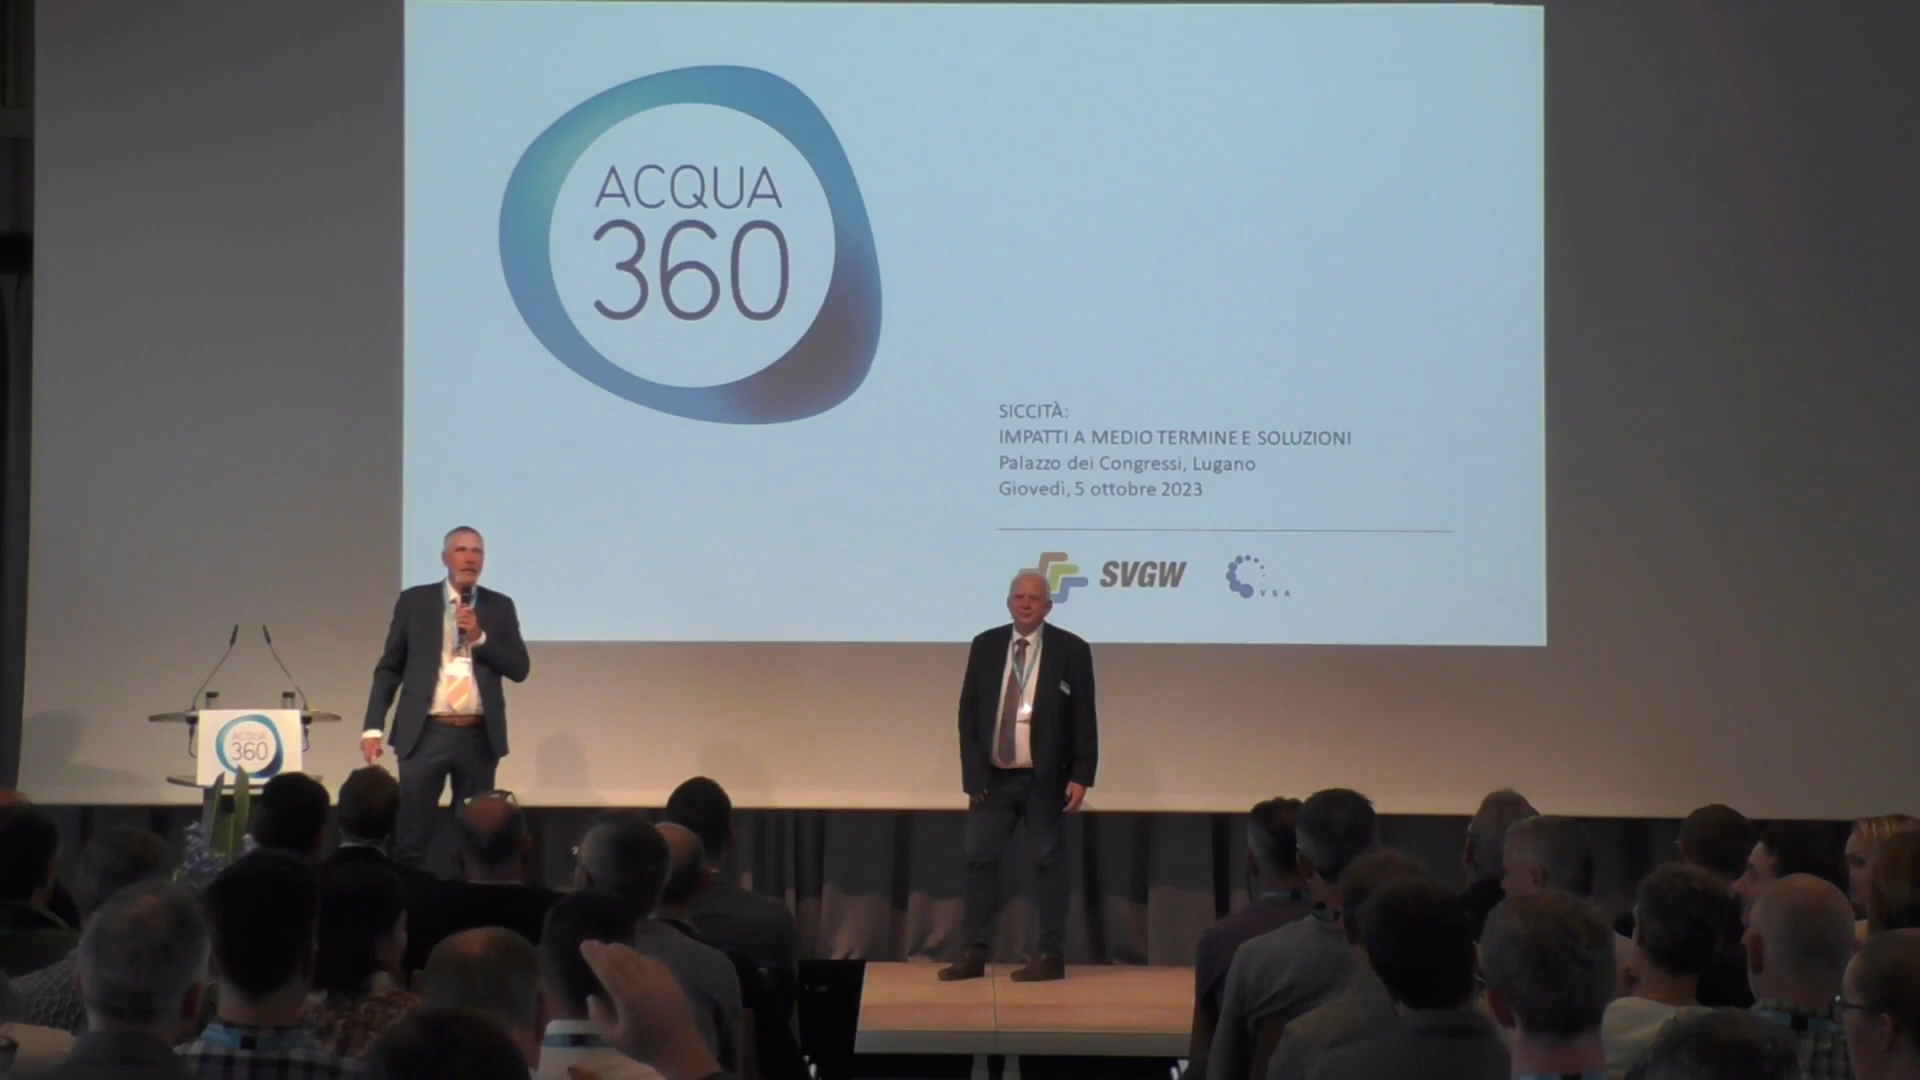 ACQUA
360
SICCITÀ:
IMPATTI A MEDIO TERMINE E SOLUZIONI
Palazzo dei Congressi, Lugano
Giovedì, 5 ottobre 2023
SVGW
VSA
ACQUA
360